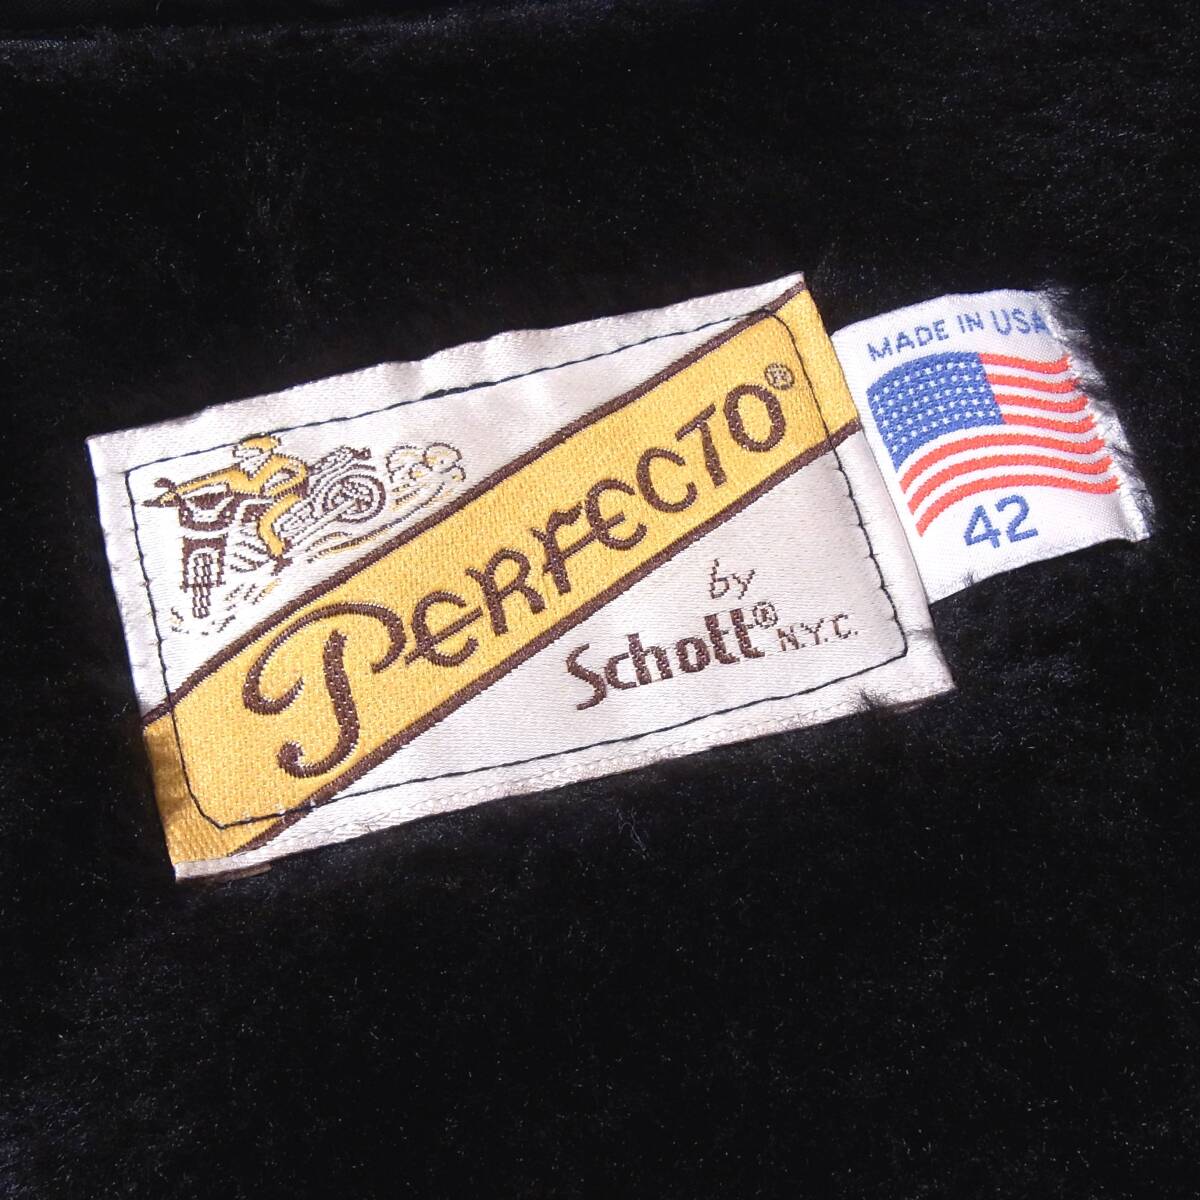 PERFECTO®
by
Schott® N.Y.C.
MADE IN USA
42